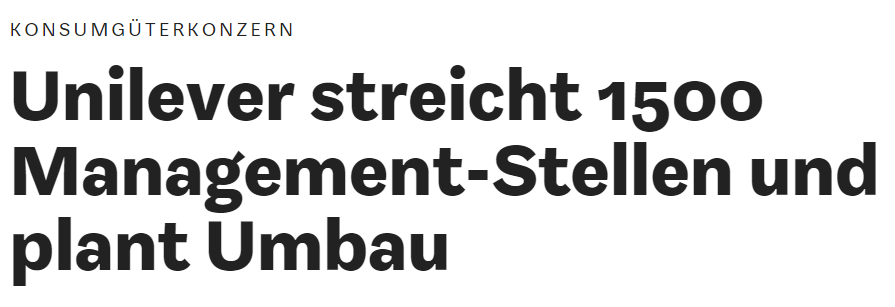 KONSUMGÜTERKONZERN
Unilever streicht 1500
Management-Stellen und
plant Umbau